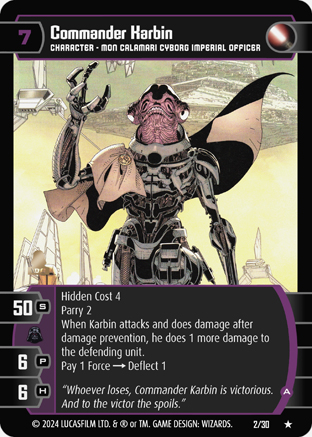 7
Commander Karbin
CHARACTER - MON CALAMARI CYBORG IMPERIAL OFFICER
50 S
6 P
6 H
Hidden Cost 4
Parry 2
When Karbin attacks and does damage after
damage prevention, he does 1 more damage to
the defending unit.
Pay 1 Force → Deflect 1
"Whoever loses, Commander Karbin is victorious.
And to the victor the spoils."
A
© 2024 LUCASFILM LTD. & ® or TM. GAME DESIGN: WIZARDS. 2/30 ★